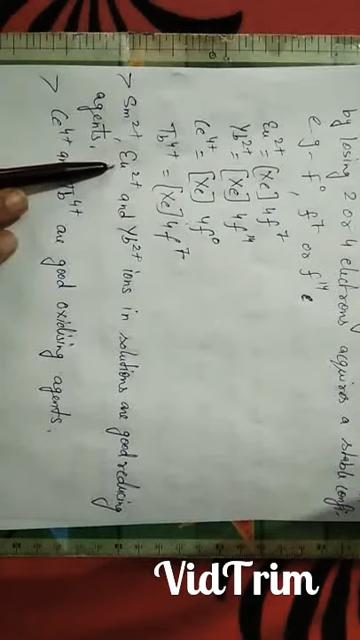 by losing 2 or 4 electrons acquires a stable confi.
e g - f⁰, f⁷ or f¹⁴
Eu²⁺ = [Xe] 4f⁷
Yb²⁺ = [Xe] 4f¹⁴
Ce⁴⁺ = [Xe] 4f⁰
Tb⁴⁺ = [Xe] 4f⁷
> Sm²⁺, Eu²⁺ and Yb²⁺ ions in solutions are good reducing
agents.
> Ce⁴⁺ and Tb⁴⁺ are good oxidising agents.
VidTrim